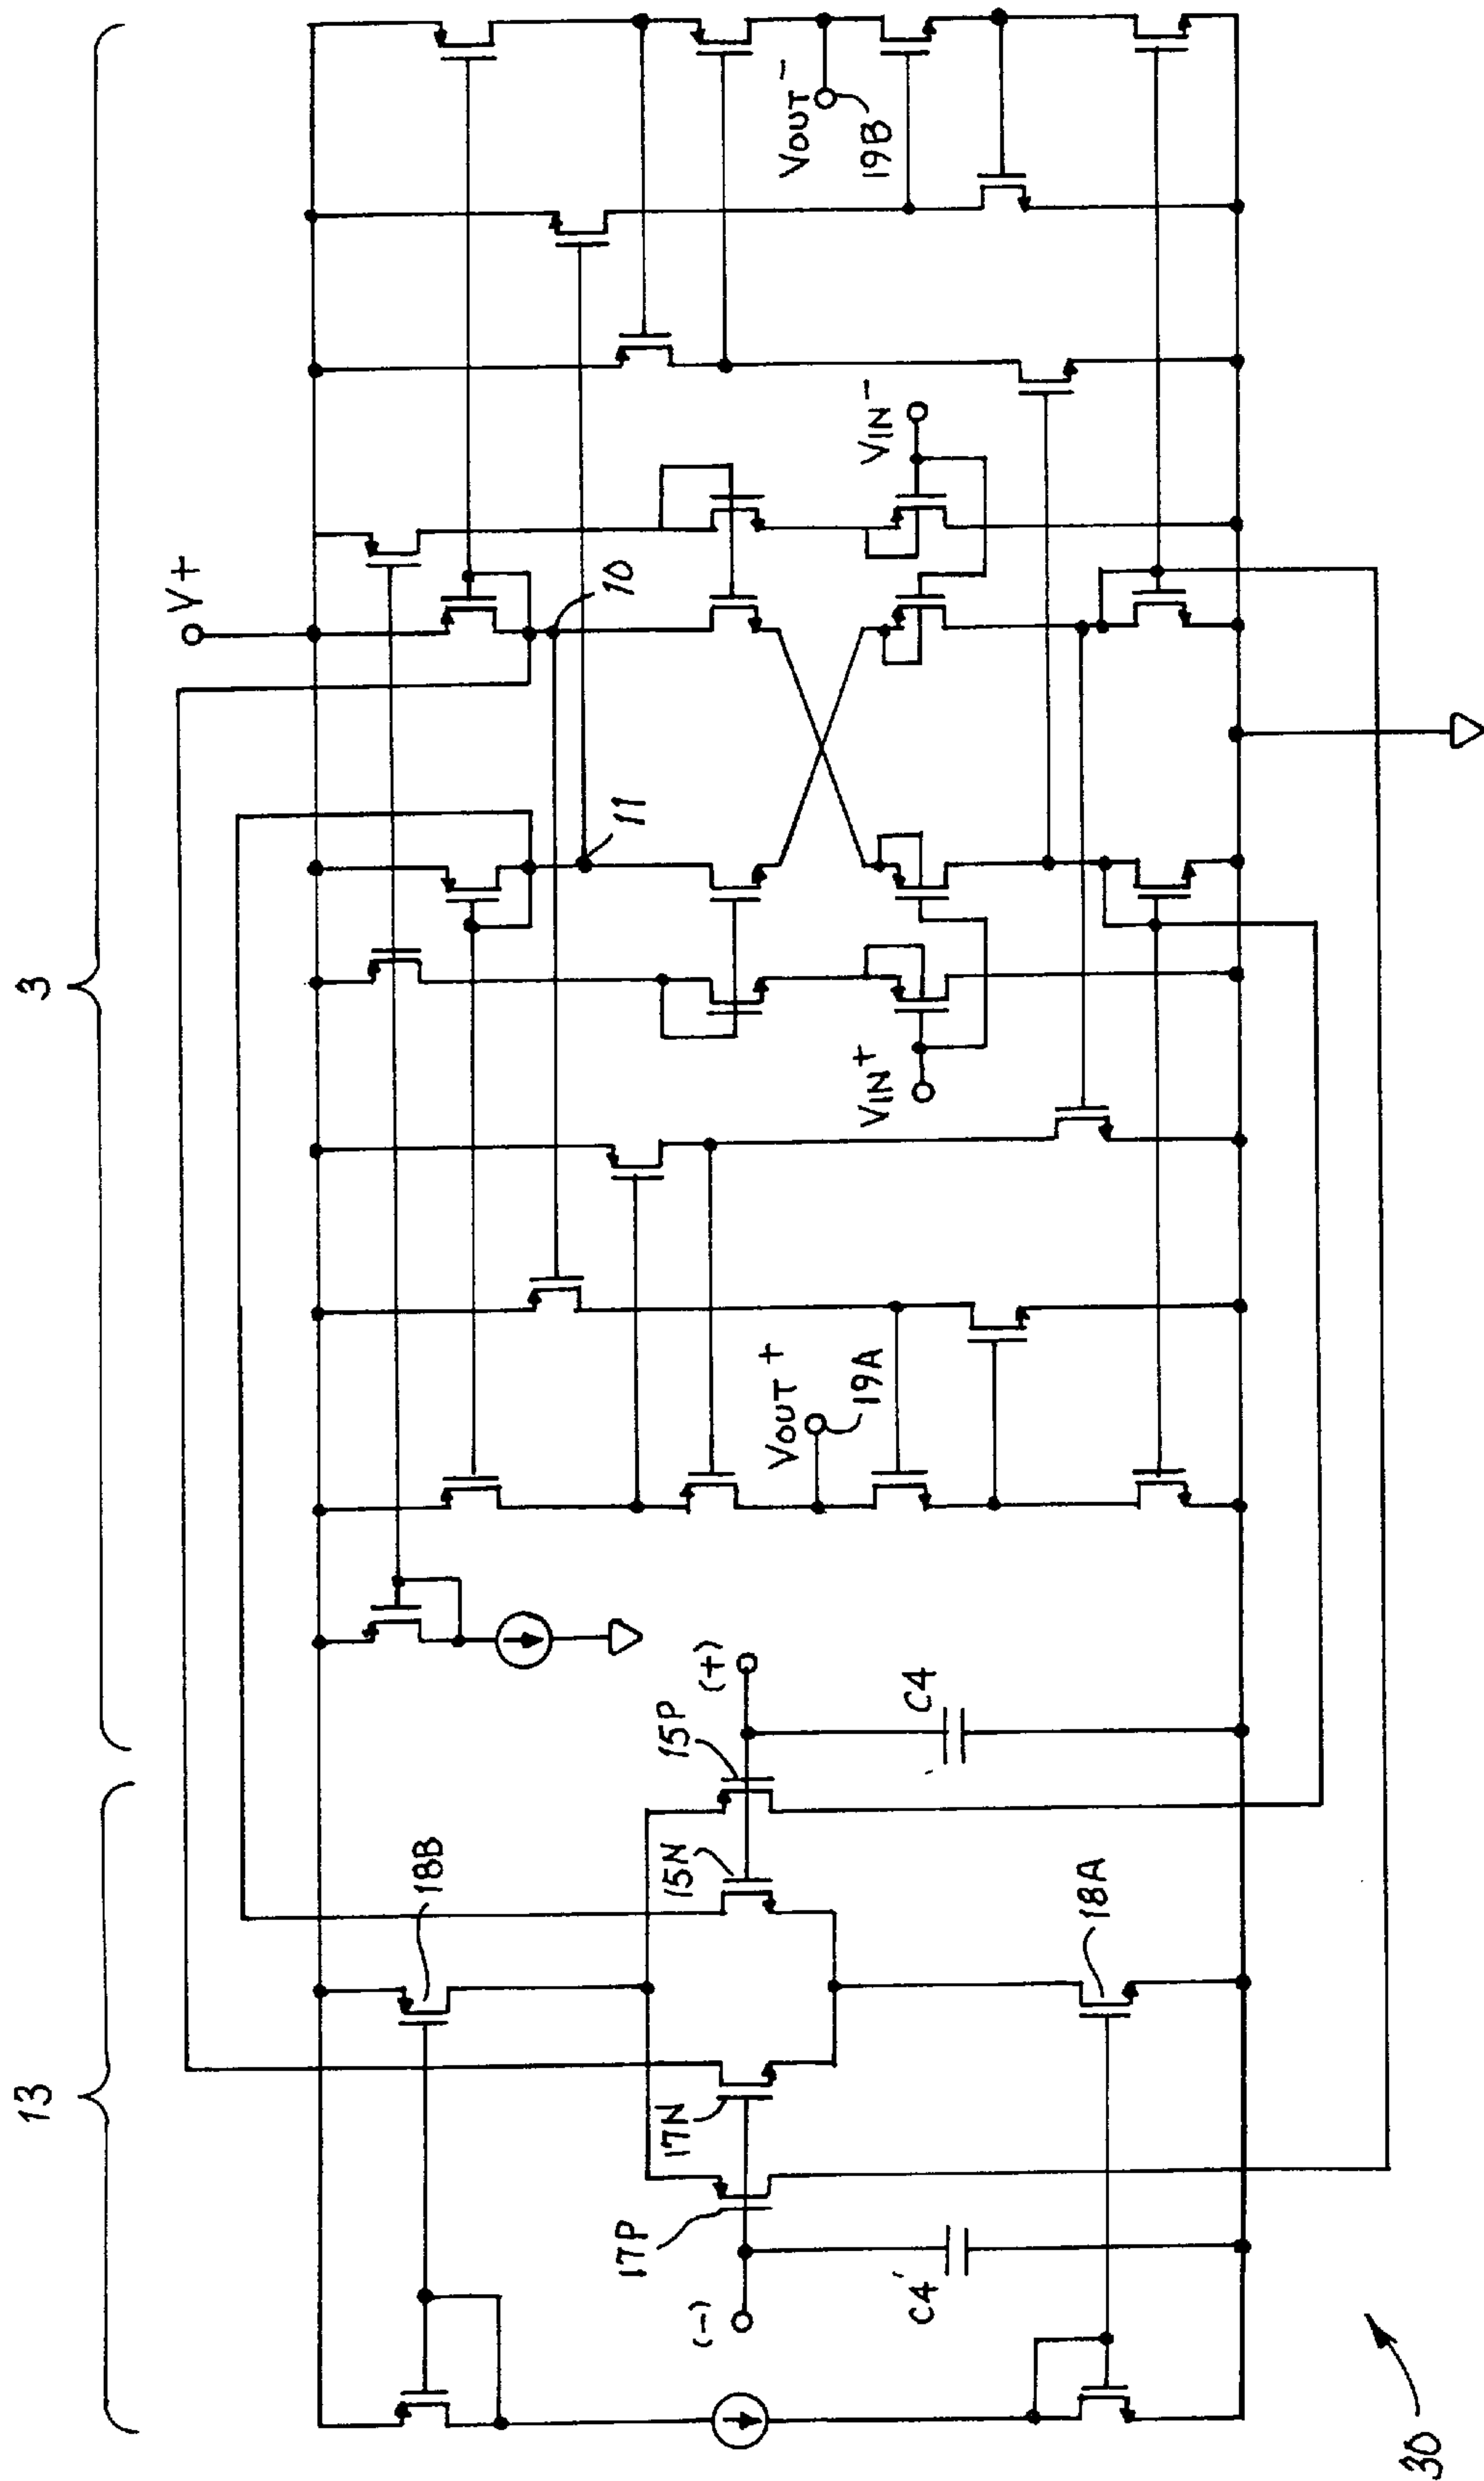 13
3
V+
18B
17P
17N
15N
15P
(-)
(+)
C4'
C4
18A
VOUT+
19A
VIN+
11
10
VIN-
VOUT-
19B
30